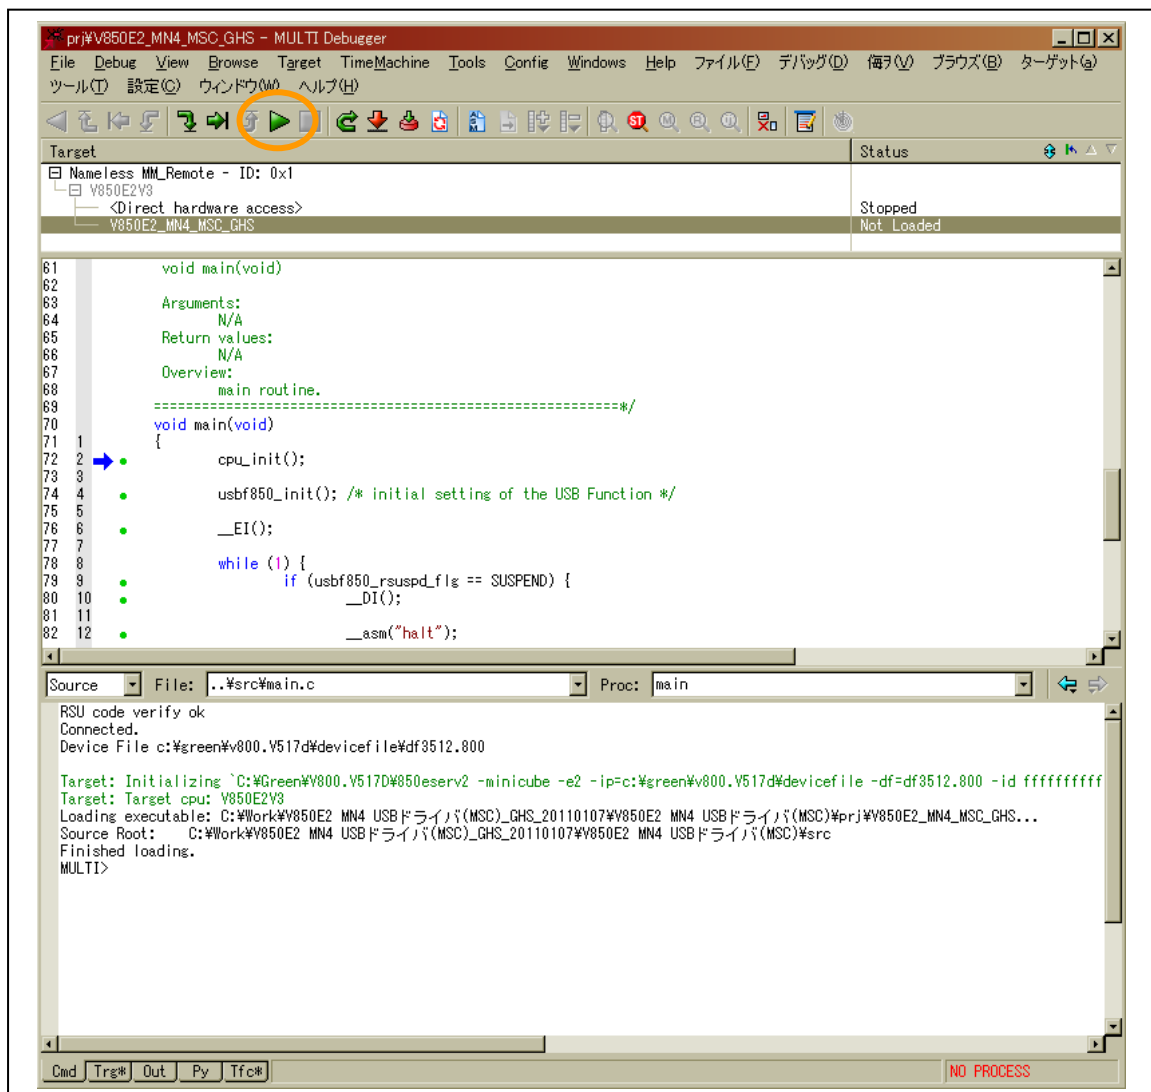 prj¥V850E2_MN4_MSC_GHS - MULTI Debugger
File Debug View Browse Target TimeMachine Tools Config Windows Help ファイル(F) デバッグ(D) 侮ｦ(V) ブラウズ(B) ターゲット(g)
ツール(T) 設定(C) ウィンドウ(W) ヘルプ(H)
Target Status
Nameless MM_Remote - ID: 0x1
V850E2V3
<Direct hardware access> Stopped
V850E2_MN4_MSC_GHS Not Loaded
61 void main(void)
62
63 Arguments:
64 N/A
65 Return values:
66 N/A
67 Overview:
68 main routine.
69 ==========================================================*/
70 void main(void)
71 1 {
72 2 cpu_init();
73 3
74 4 usbf850_init(); /* initial setting of the USB Function */
75 5
76 6 __EI();
77 7
78 8 while (1) {
79 9 if (usbf850_rsuspd_flg == SUSPEND) {
80 10 __DI();
81 11
82 12 __asm("halt");
Source File: ..¥src¥main.c Proc: main
RSU code verify ok
Connected.
Device File c:¥green¥v800.V517d¥devicefile¥df3512.800
Target: Initializing `C:¥Green¥V800.V517D¥850eserv2 -minicube -e2 -ip=c:¥green¥v800.V517d¥devicefile -df=df3512.800 -id ffffffffff
Target: Target cpu: V850E2V3
Loading executable: C:¥Work¥V850E2 MN4 USBドライバ(MSC)_GHS_20110107¥V850E2 MN4 USBドライバ(MSC)¥prj¥V850E2_MN4_MSC_GHS...
Source Root: C:¥Work¥V850E2 MN4 USBドライバ(MSC)_GHS_20110107¥V850E2 MN4 USBドライバ(MSC)¥src
Finished loading.
MULTI>
Cmd Trg* Out Py Tfc* NO PROCESS